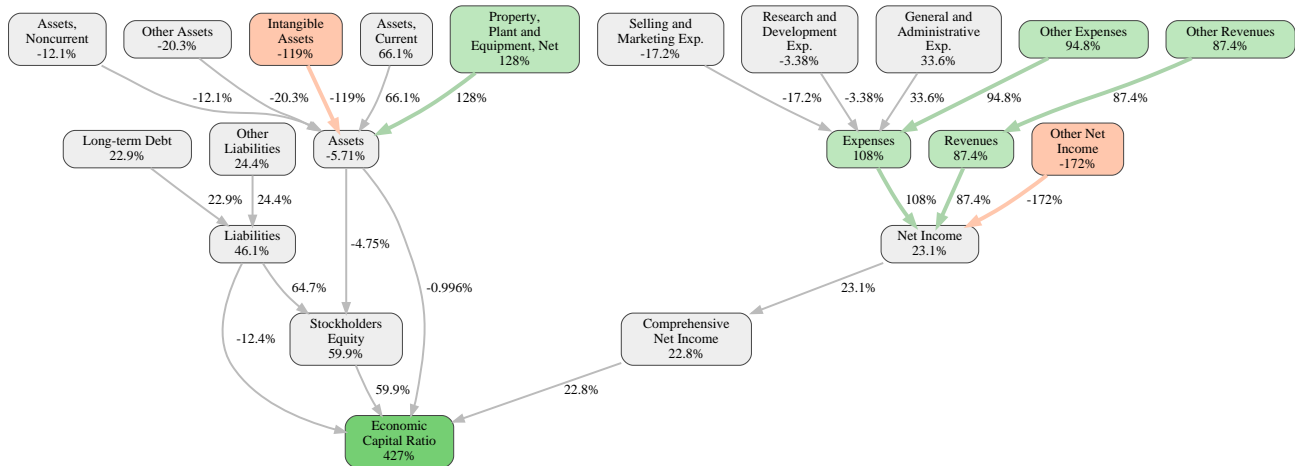 Assets,
Noncurrent
-12.1%
Other Assets
-20.3%
Intangible
Assets
-119%
Assets,
Current
66.1%
Property,
Plant and
Equipment, Net
128%
Selling and
Marketing Exp.
-17.2%
Research and
Development
Exp.
-3.38%
General and
Administrative
Exp.
33.6%
Other Expenses
94.8%
Other Revenues
87.4%
-12.1%
-20.3%
-119%
66.1%
128%
-17.2%
-3.38%
33.6%
94.8%
87.4%
Long-term Debt
22.9%
Other
Liabilities
24.4%
Assets
-5.71%
Expenses
108%
Revenues
87.4%
Other Net
Income
-172%
22.9%
24.4%
-4.75%
-0.996%
108%
87.4%
-172%
Liabilities
46.1%
Net Income
23.1%
64.7%
-12.4%
23.1%
Stockholders
Equity
59.9%
Comprehensive
Net Income
22.8%
59.9%
22.8%
Economic
Capital Ratio
427%